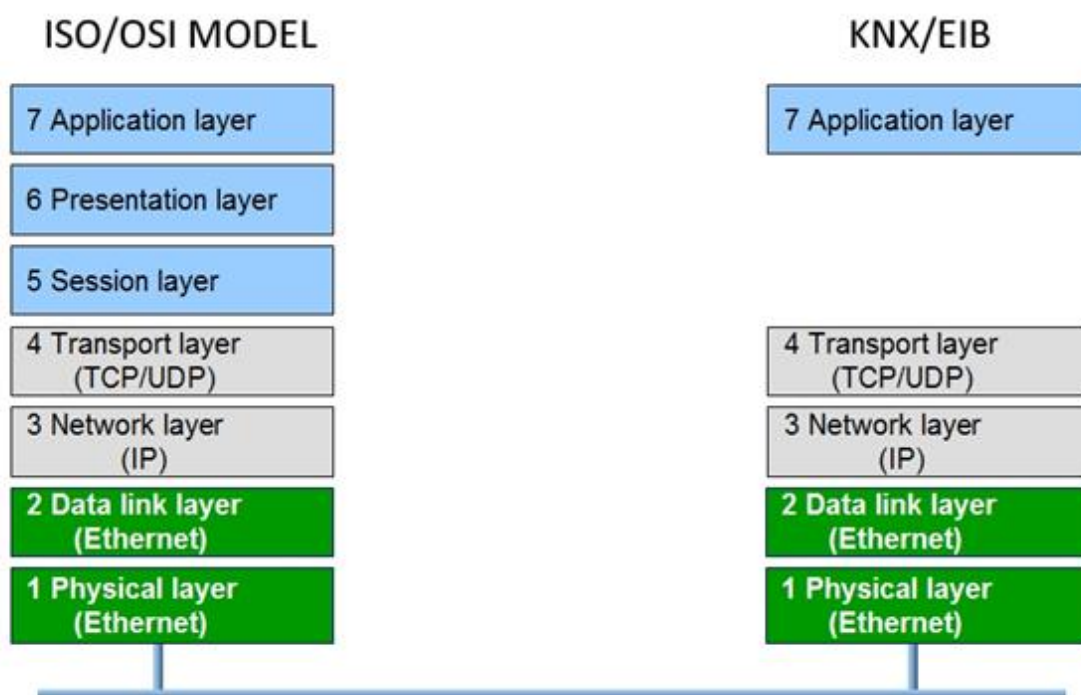 ISO/OSI MODEL
7 Application layer
6 Presentation layer
5 Session layer
4 Transport layer
(TCP/UDP)
3 Network layer
(IP)
2 Data link layer
(Ethernet)
1 Physical layer
(Ethernet)
KNX/EIB
7 Application layer
4 Transport layer
(TCP/UDP)
3 Network layer
(IP)
2 Data link layer
(Ethernet)
1 Physical layer
(Ethernet)